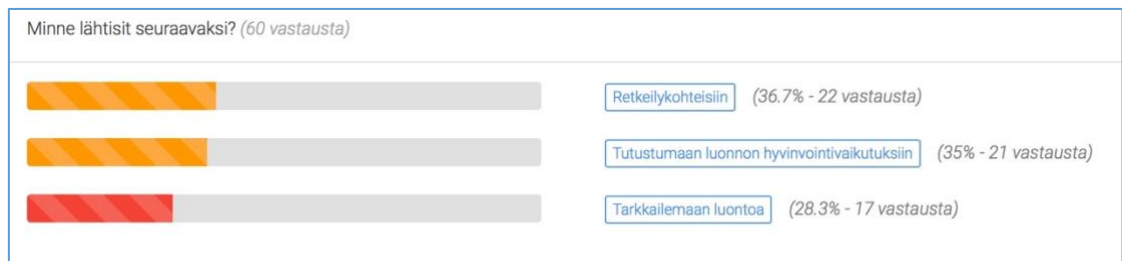 Minne lähtisit seuraavaksi? (60 vastausta)
Retkeilykohteisiin (36.7% - 22 vastausta)
Tutustumaan luonnon hyvinvointivaikutuksiin (35% - 21 vastausta)
Tarkkailemaan luontoa (28.3% - 17 vastausta)